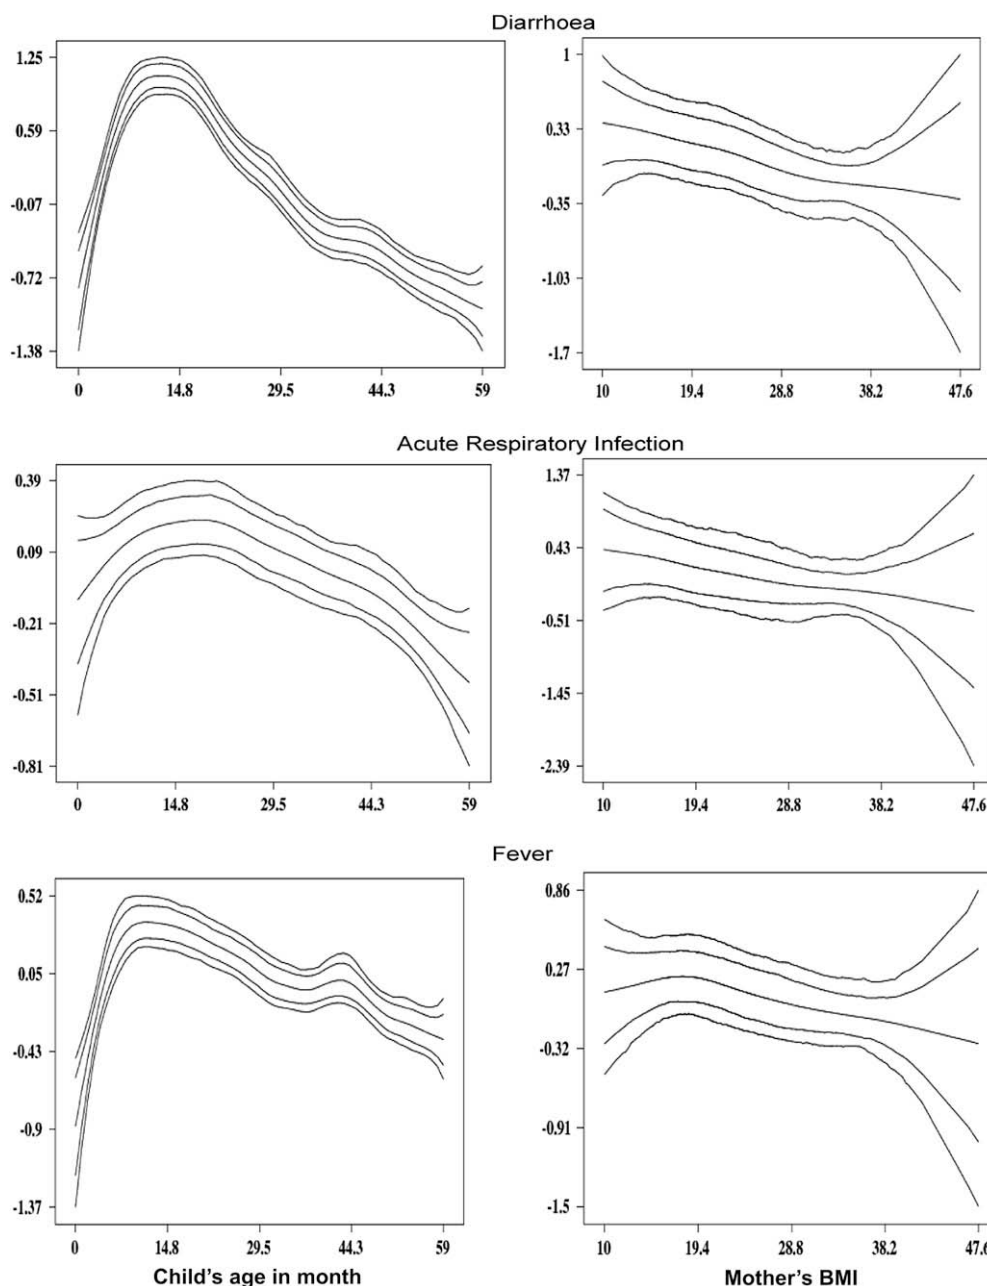 Diarrhoea
1.25
0.59
-0.07
-0.72
-1.38
0 14.8 29.5 44.3 59
1
0.33
-0.35
-1.03
-1.7
10 19.4 28.8 38.2 47.6
Acute Respiratory Infection
0.39
0.09
-0.21
-0.51
-0.81
0 14.8 29.5 44.3 59
1.37
0.43
-0.51
-1.45
-2.39
10 19.4 28.8 38.2 47.6
Fever
0.52
0.05
-0.43
-0.9
-1.37
0 14.8 29.5 44.3 59
Child's age in month
0.86
0.27
-0.32
-0.91
-1.5
10 19.4 28.8 38.2 47.6
Mother's BMI